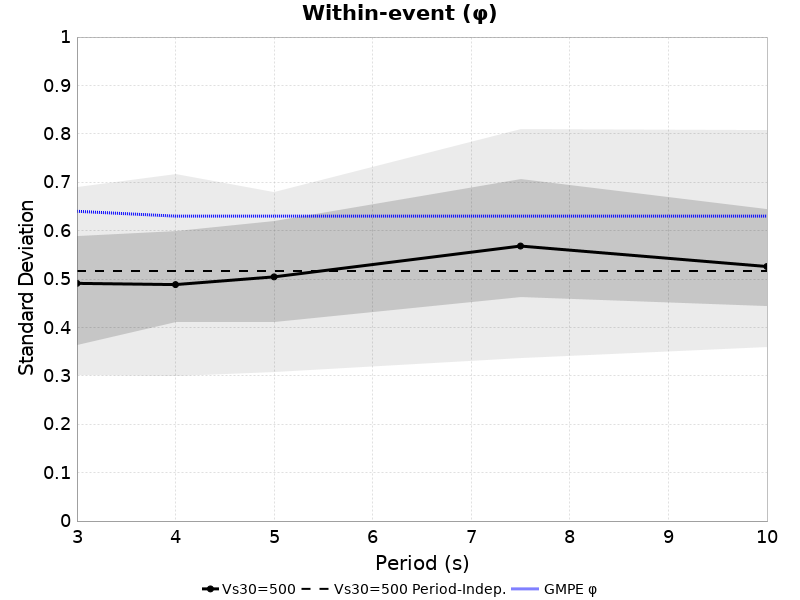 Within-event (φ)
1
0.9
0.8
0.7
0.6
0.5
0.4
0.3
0.2
0.1
0
Standard Deviation
3 4 5 6 7 8 9 10
Period (s)
Vs30=500 Vs30=500 Period-Indep. GMPE φ